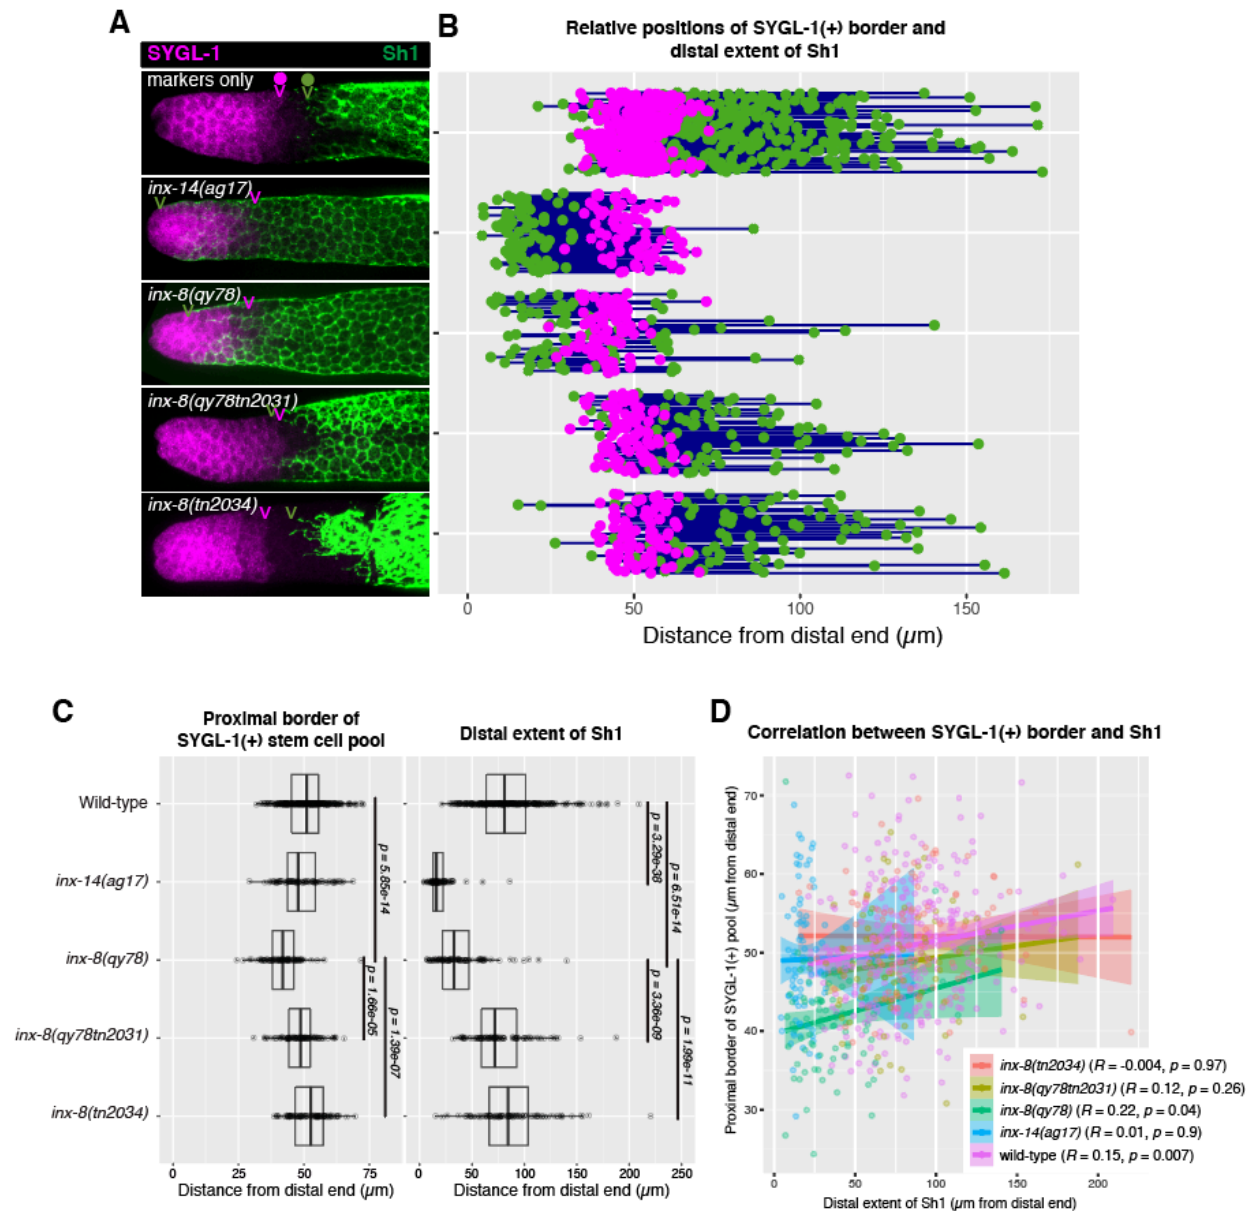 A
SYGL-1 Sh1
markers only
inx-14(ag17)
inx-8(qy78)
inx-8(qy78tn2031)
inx-8(tn2034)
B
Relative positions of SYGL-1(+) border and
distal extent of Sh1
0 50 100 150
Distance from distal end (µm)
C
Proximal border of
SYGL-1(+) stem cell pool
Distal extent of Sh1
Wild-type
inx-14(ag17)
inx-8(qy78)
inx-8(qy78tn2031)
inx-8(tn2034)
p = 5.85e-14
p = 1.66e-05
p = 1.39e-07
p = 3.29e-38
p = 6.51e-14
p = 3.36e-09
p = 1.99e-11
0 25 50 75
Distance from distal end (µm)
0 50 100 150 200 250
Distance from distal end (µm)
D
Correlation between SYGL-1(+) border and Sh1
Proximal border of SYGL-1(+) pool (µm from distal end)
70
60
50
40
30
inx-8(tn2034) (R = -0.004, p = 0.97)
inx-8(qy78tn2031) (R = 0.12, p = 0.26)
inx-8(qy78) (R = 0.22, p = 0.04)
inx-14(ag17) (R = 0.01, p = 0.9)
wild-type (R = 0.15, p = 0.007)
0 50 100 150 200
Distal extent of Sh1 (µm from distal end)